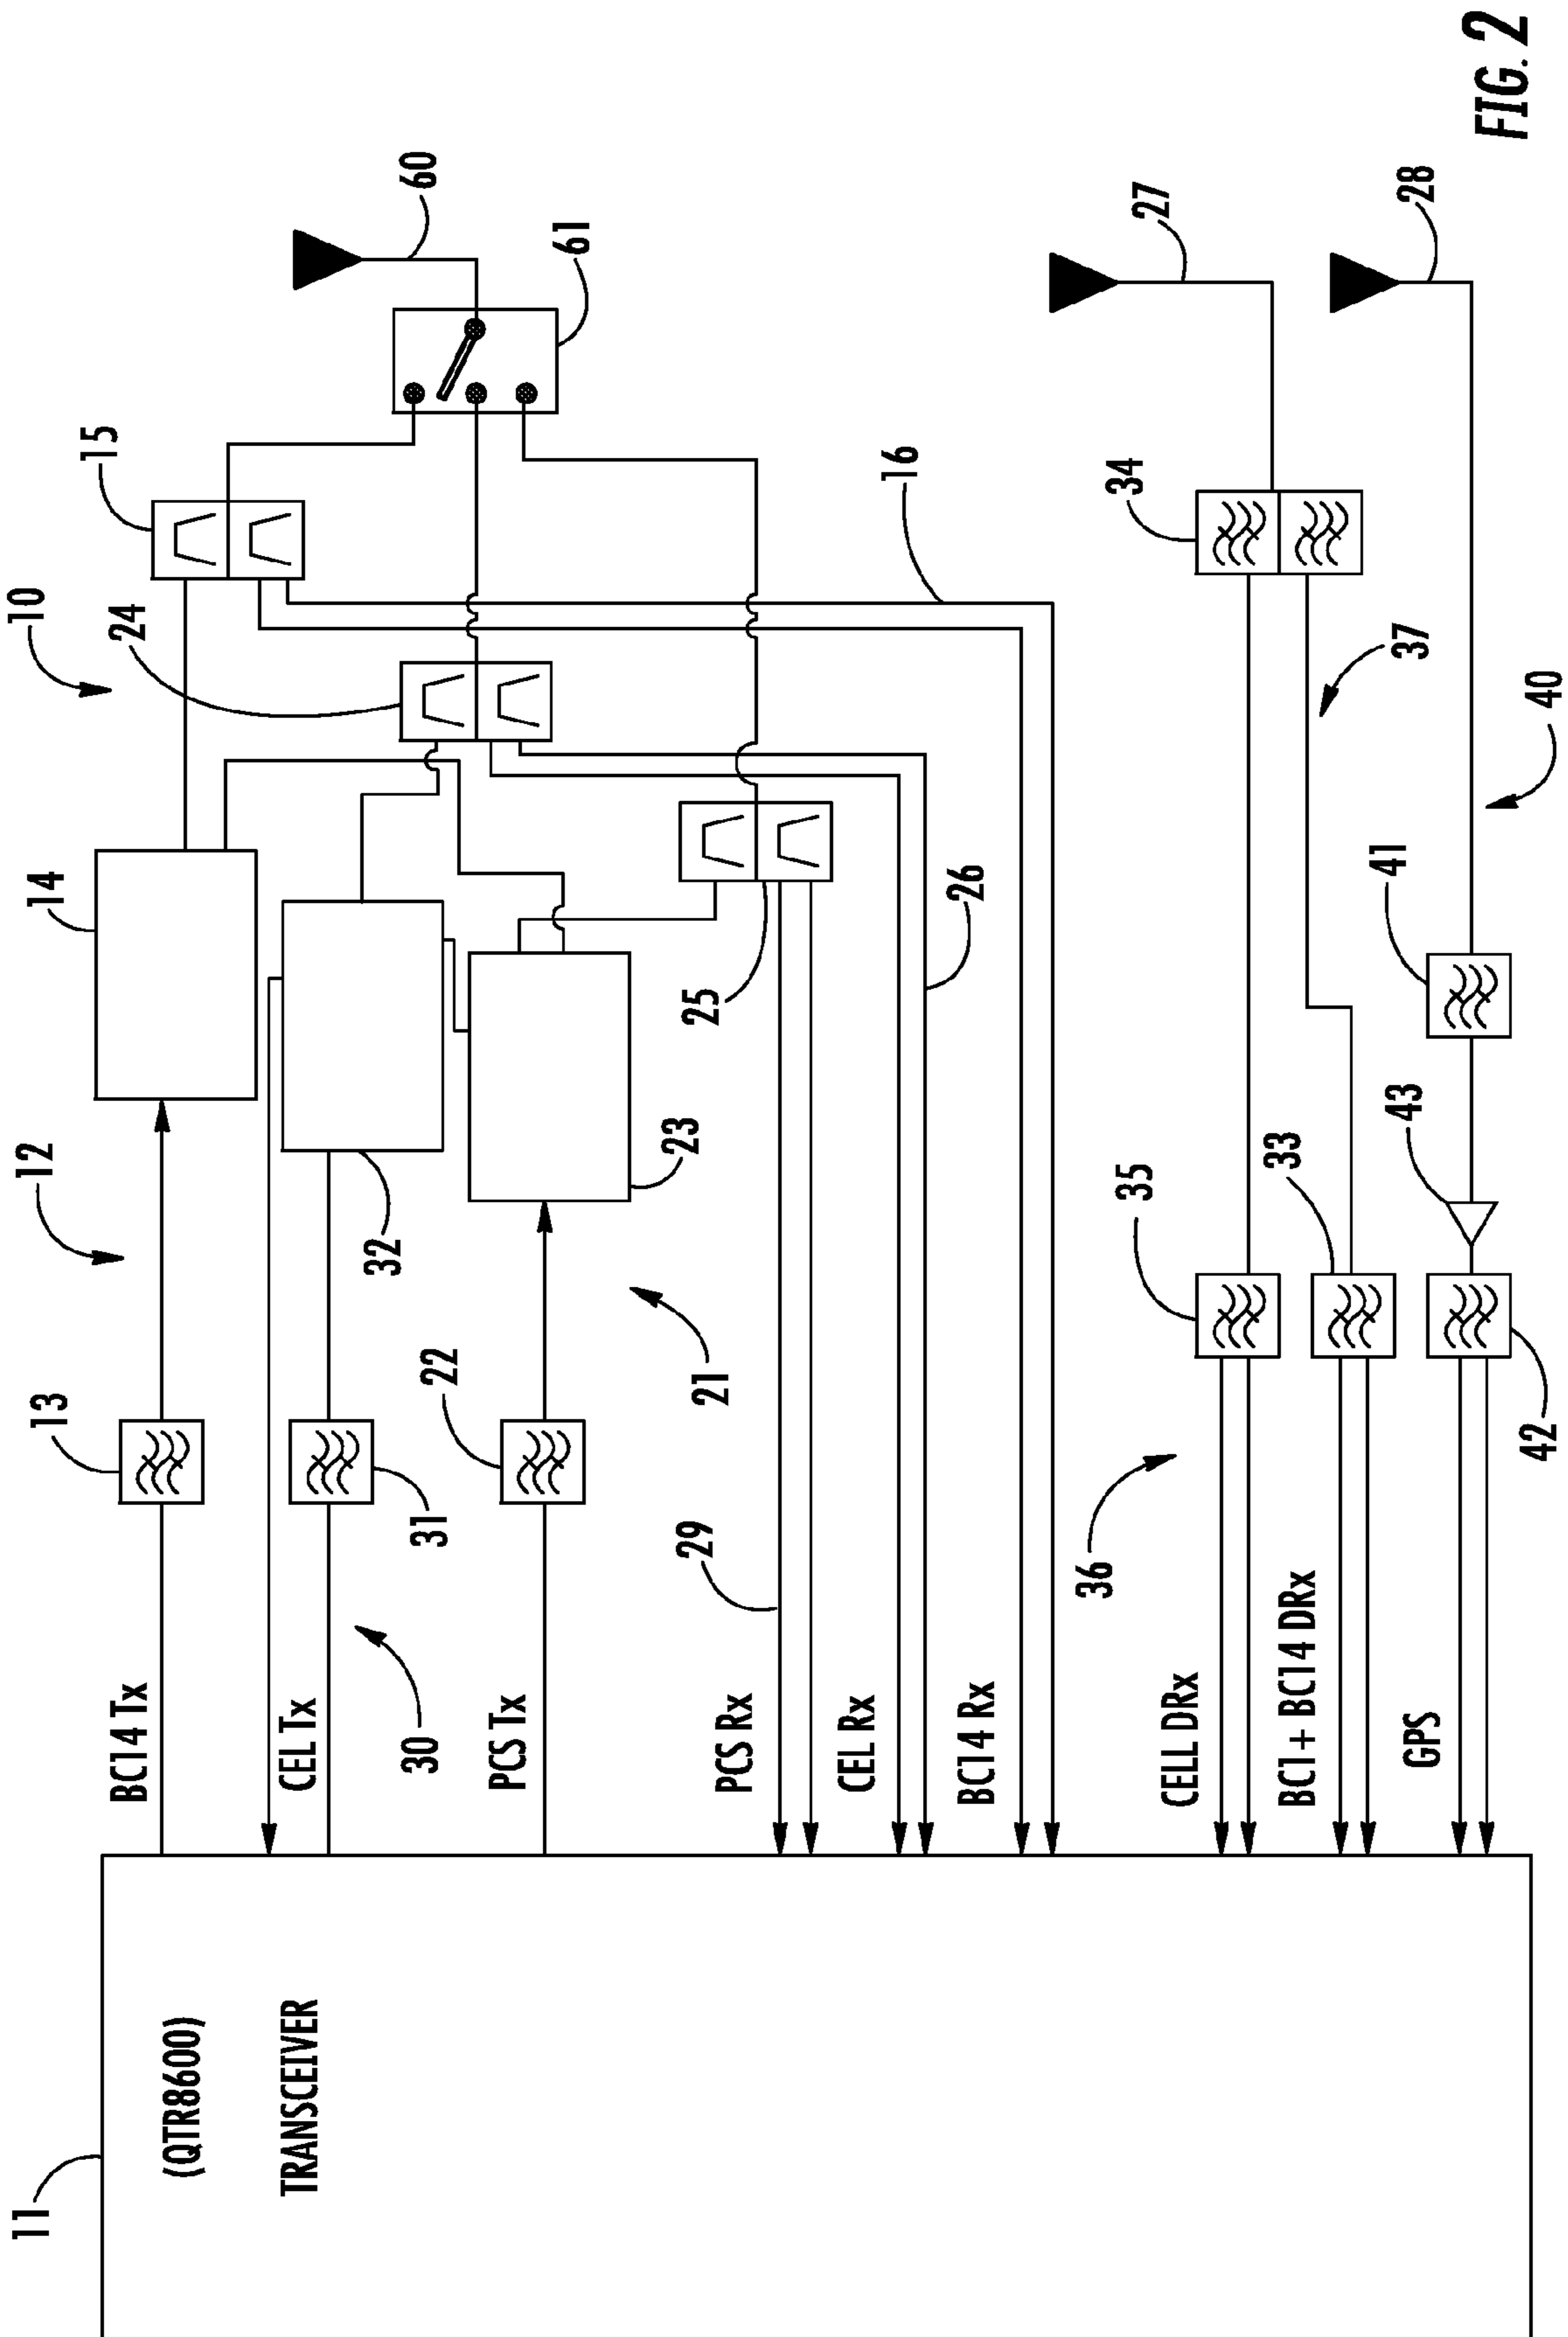 10
11
(QTR8600)
TRANSCEIVER
12
13
14
15
BC14 Tx
CEL Tx
30
31
32
24
60
61
PCS Tx
22
21
23
25
PCS Rx
29
CEL Rx
26
BC14 Rx
16
CELL DRx
36
35
34
27
BC1+ BC14 DRx
33
37
GPS
42
43
41
40
28
FIG. 2